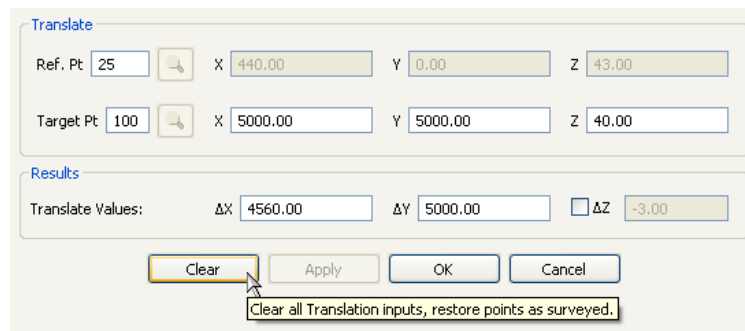 Translate
Ref. Pt 25 X 440.00 Y 0.00 Z 43.00
Target Pt 100 X 5000.00 Y 5000.00 Z 40.00
Results
Translate Values: ΔX 4560.00 ΔY 5000.00 ΔZ -3.00
Clear Apply OK Cancel
Clear all Translation inputs, restore points as surveyed.